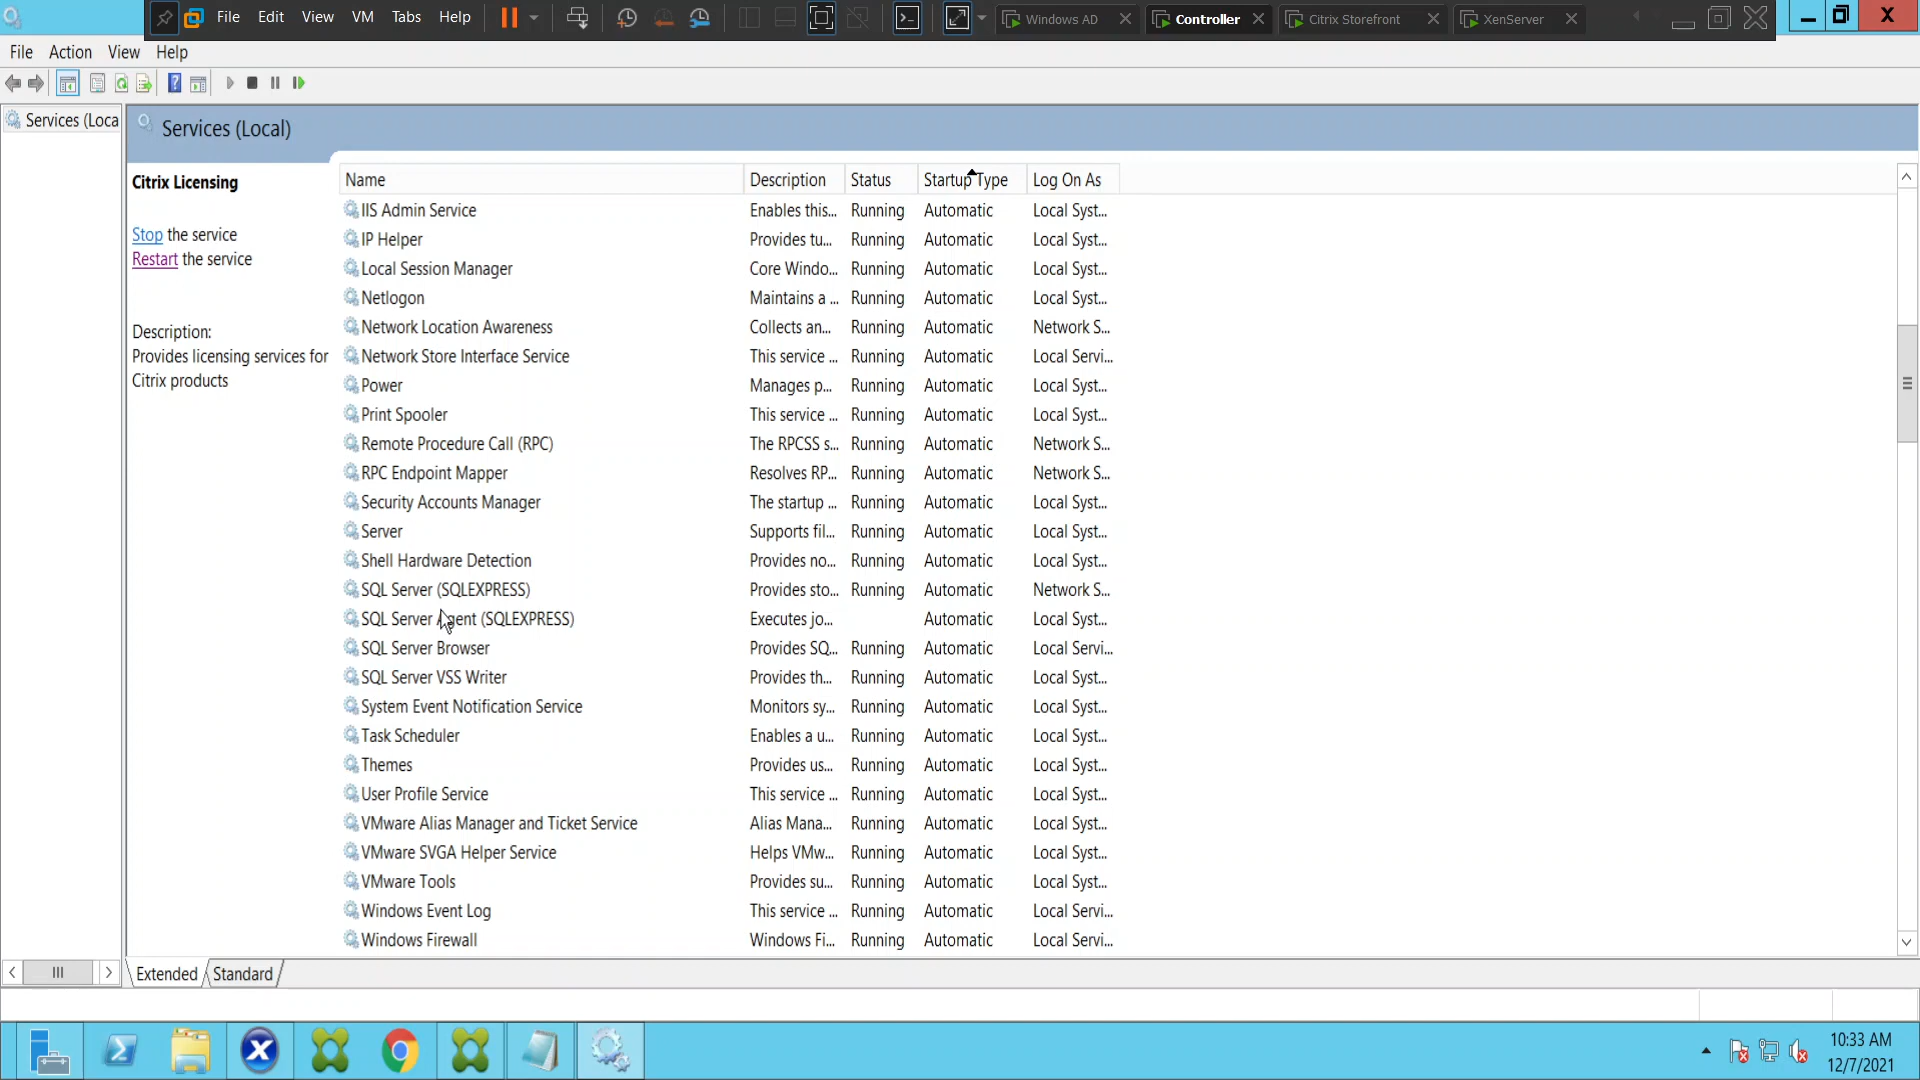 File Edit View VM Tabs Help Windows AD Controller Citrix Storefront XenServer
File Action View Help
Services (Loca
Services (Local)
Citrix Licensing
Stop the service
Restart the service
Description:
Provides licensing services for
Citrix products
Name Description Status Startup Type Log On As
IIS Admin Service Enables this... Running Automatic Local Syst...
IP Helper Provides tu... Running Automatic Local Syst...
Local Session Manager Core Windo... Running Automatic Local Syst...
Netlogon Maintains a ... Running Automatic Local Syst...
Network Location Awareness Collects an... Running Automatic Network S...
Network Store Interface Service This service ... Running Automatic Local Servi...
Power Manages p... Running Automatic Local Syst...
Print Spooler This service ... Running Automatic Local Syst...
Remote Procedure Call (RPC) The RPCSS s... Running Automatic Network S...
RPC Endpoint Mapper Resolves RP... Running Automatic Network S...
Security Accounts Manager The startup ... Running Automatic Local Syst...
Server Supports fil... Running Automatic Local Syst...
Shell Hardware Detection Provides no... Running Automatic Local Syst...
SQL Server (SQLEXPRESS) Provides sto... Running Automatic Network S...
SQL Server Agent (SQLEXPRESS) Executes jo... Automatic Local Syst...
SQL Server Browser Provides SQ... Running Automatic Local Servi...
SQL Server VSS Writer Provides th... Running Automatic Local Syst...
System Event Notification Service Monitors sy... Running Automatic Local Syst...
Task Scheduler Enables a u... Running Automatic Local Syst...
Themes Provides us... Running Automatic Local Syst...
User Profile Service This service ... Running Automatic Local Syst...
VMware Alias Manager and Ticket Service Alias Mana... Running Automatic Local Syst...
VMware SVGA Helper Service Helps VMw... Running Automatic Local Syst...
VMware Tools Provides su... Running Automatic Local Syst...
Windows Event Log This service ... Running Automatic Local Servi...
Windows Firewall Windows Fi... Running Automatic Local Servi...
Extended Standard
10:33 AM
12/7/2021